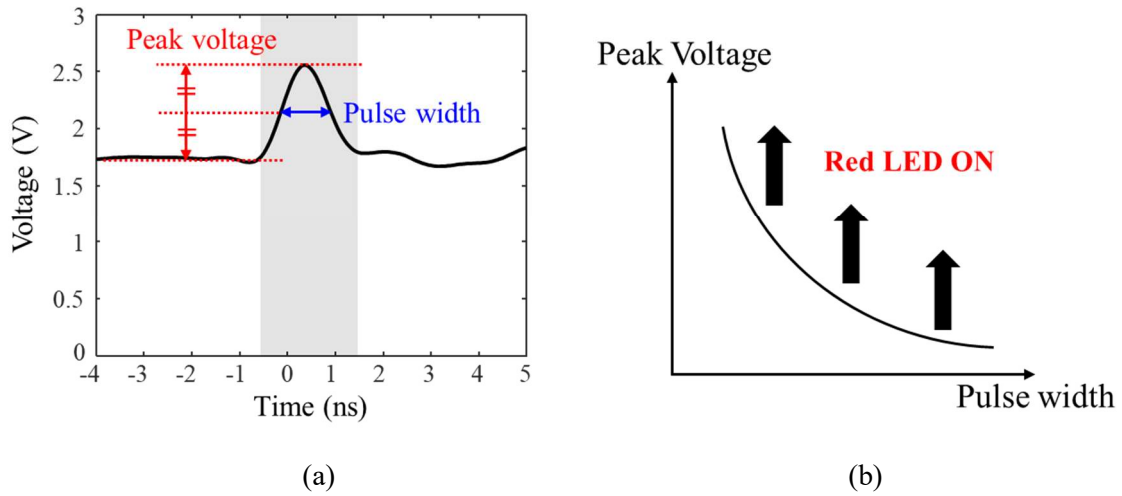 3
2.5
2
1.5
1
0.5
0
-4
-3
-2
-1
0
1
2
3
4
5
Voltage (V)
Time (ns)
Peak voltage
Pulse width
(a)
Peak Voltage
Red LED ON
Pulse width
(b)